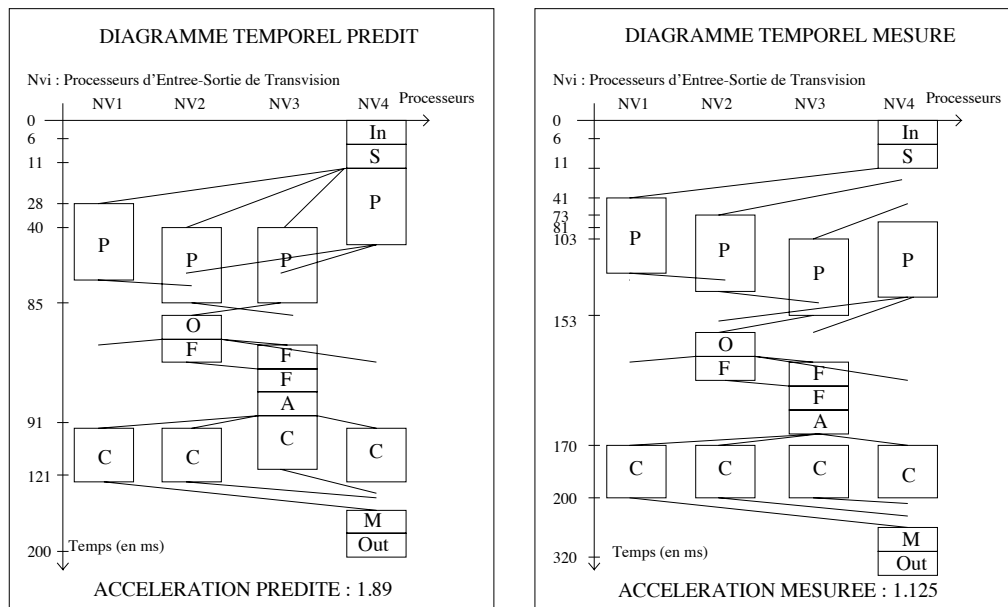 DIAGRAMME TEMPOREL PREDIT
Nvi : Processeurs d'Entree-Sortie de Transvision
NV1 NV2 NV3 NV4 Processeurs
0
In
6
S
11
P
28
40
P
P
P
85
O
F
F
F
A
91
C
C
C
C
121
M
Out
200
Temps (en ms)
ACCELERATION PREDITE : 1.89
DIAGRAMME TEMPOREL MESURE
Nvi : Processeurs d'Entree-Sortie de Transvision
NV1 NV2 NV3 NV4 Processeurs
0
In
6
S
11
41
73
81
103
P
P
P
P
153
O
F
F
F
A
170
C
C
C
C
200
M
Out
320
Temps (en ms)
ACCELERATION MESUREE : 1.125